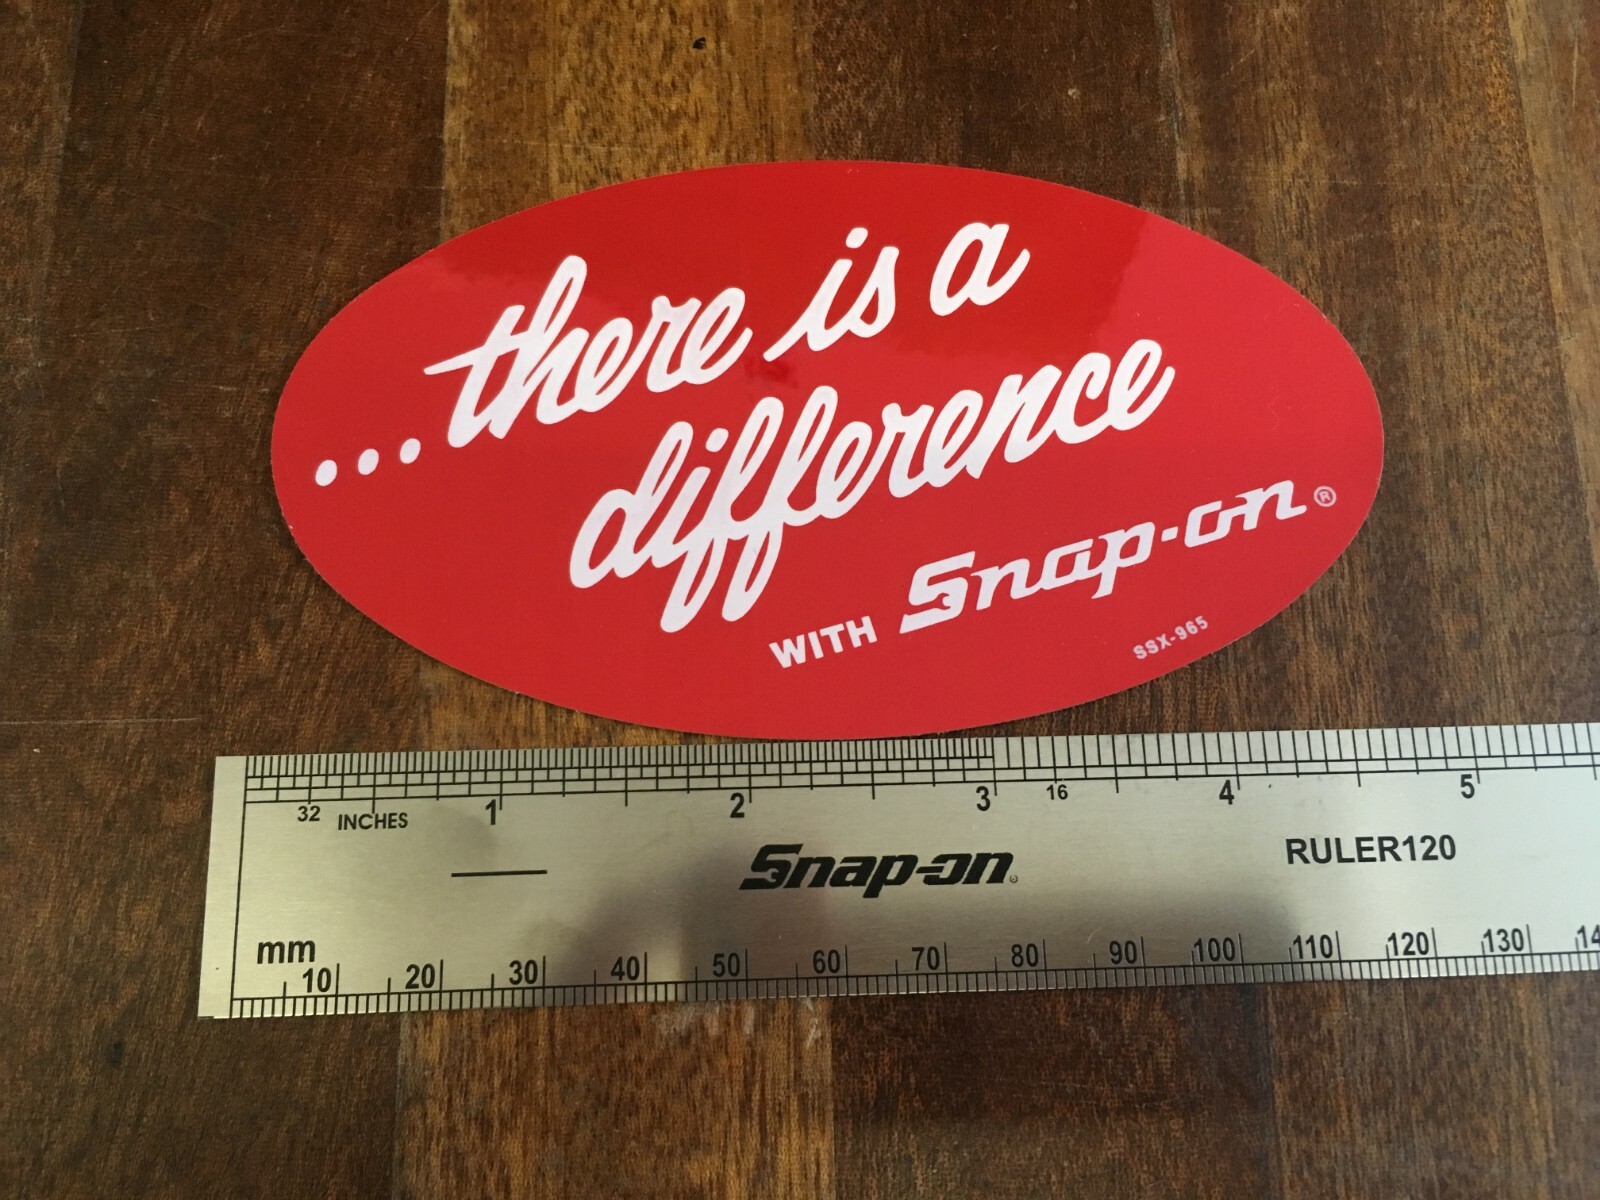 ...there is a
difference
WITH Snap-on®
SSX-965
1 2 3 4 5
32 INCHES 16
Snap-on RULER120
mm
10 20 30 40 50 60 70 80 90 100 110 120 130 14